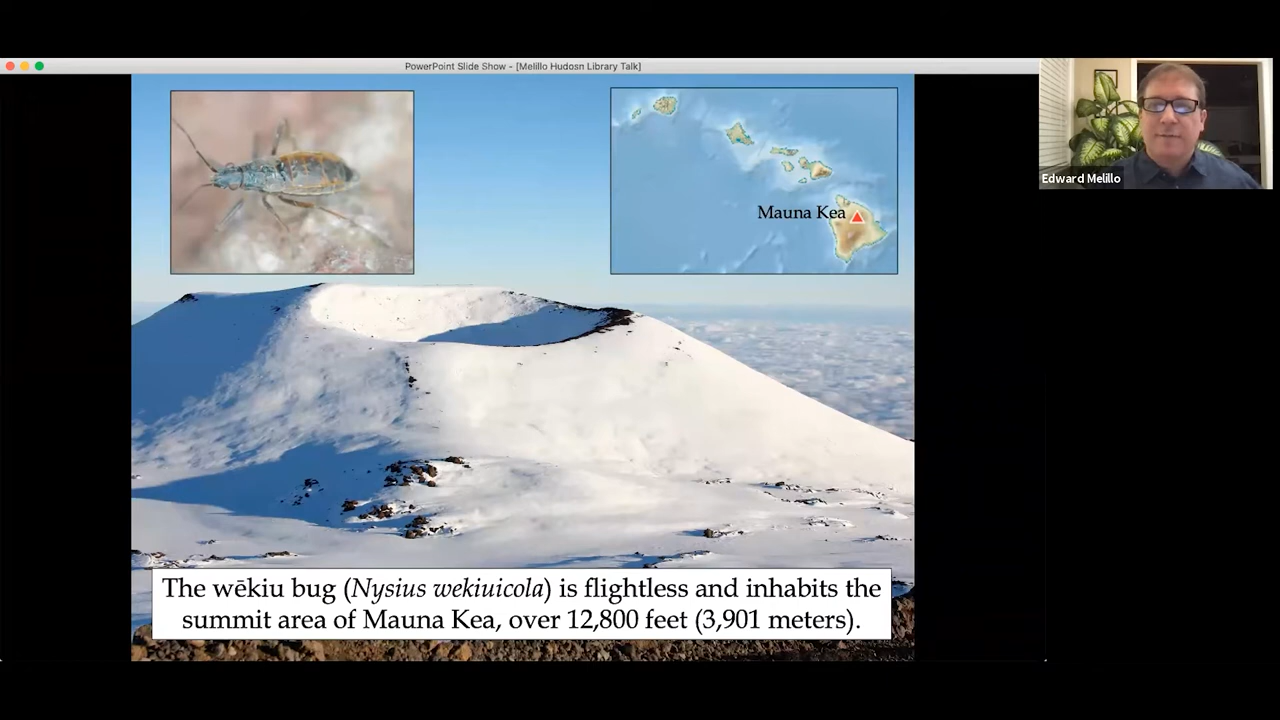 PowerPoint Slide Show - [Melillo Hudosn Library Talk]
Edward Melillo
Mauna Kea
The wēkiu bug (Nysius wekiuicola) is flightless and inhabits the
summit area of Mauna Kea, over 12,800 feet (3,901 meters).